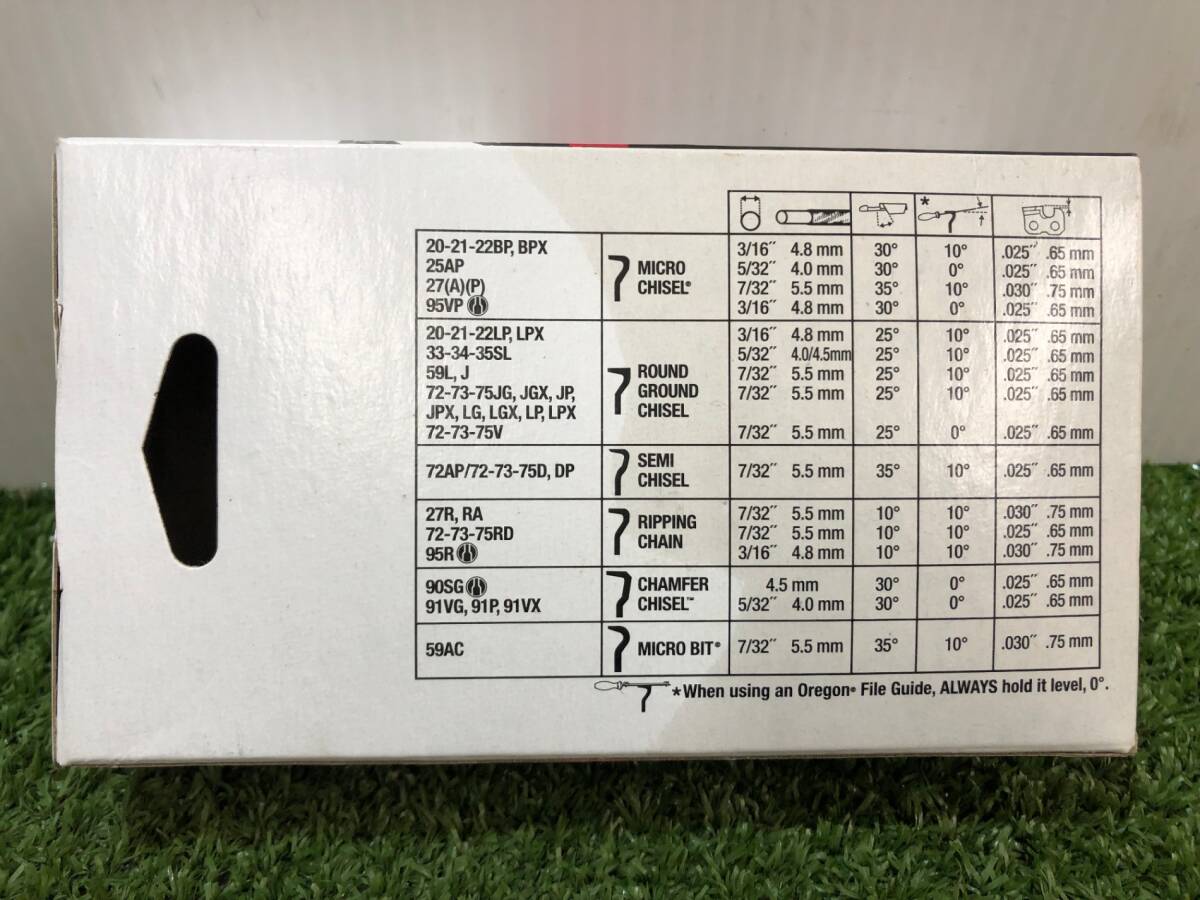 *
20-21-22BP, BPX 3/16″ 4.8 mm 30° 10° .025″ .65 mm
25AP MICRO 5/32″ 4.0 mm 30° 0° .025″ .65 mm
27(A)(P) CHISEL® 7/32″ 5.5 mm 35° 10° .030″ .75 mm
95VP 3/16″ 4.8 mm 30° 0° .025″ .65 mm
20-21-22LP, LPX 3/16″ 4.8 mm 25° 10° .025″ .65 mm
33-34-35SL 5/32″ 4.0/4.5mm 25° 10° .025″ .65 mm
59L, J ROUND 7/32″ 5.5 mm 25° 10° .025″ .65 mm
72-73-75JG, JGX, JP, GROUND 7/32″ 5.5 mm 25° 10° .025″ .65 mm
JPX, LG, LGX, LP, LPX CHISEL
72-73-75V 7/32″ 5.5 mm 25° 0° .025″ .65 mm
72AP/72-73-75D, DP SEMI CHISEL 7/32″ 5.5 mm 35° 10° .025″ .65 mm
27R, RA 7/32″ 5.5 mm 10° 10° .030″ .75 mm
72-73-75RD RIPPING 7/32″ 5.5 mm 10° 10° .025″ .65 mm
95R CHAIN 3/16″ 4.8 mm 10° 10° .030″ .75 mm
90SG CHAMFER 4.5 mm 30° 0° .025″ .65 mm
91VG, 91P, 91VX CHISEL™ 5/32″ 4.0 mm 30° 0° .025″ .65 mm
59AC MICRO BIT® 7/32″ 5.5 mm 35° 10° .030″ .75 mm
*When using an Oregon® File Guide, ALWAYS hold it level, 0°.